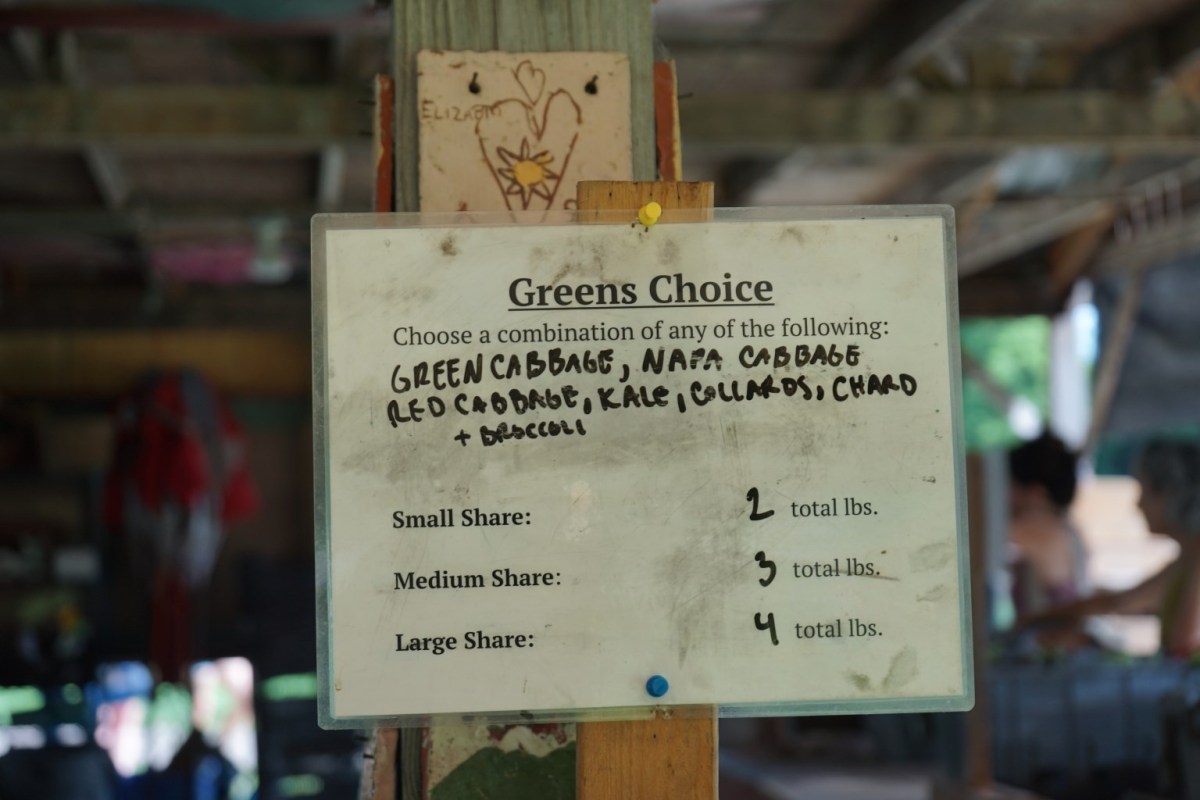 ELIZABTH
Greens Choice
Choose a combination of any of the following:
GREEN CABBAGE, NAPA CABBAGE
RED CABBAGE, KALE, COLLARDS, CHARD
+ BROCCOLI
Small Share: 2 total lbs.
Medium Share: 3 total lbs.
Large Share: 4 total lbs.